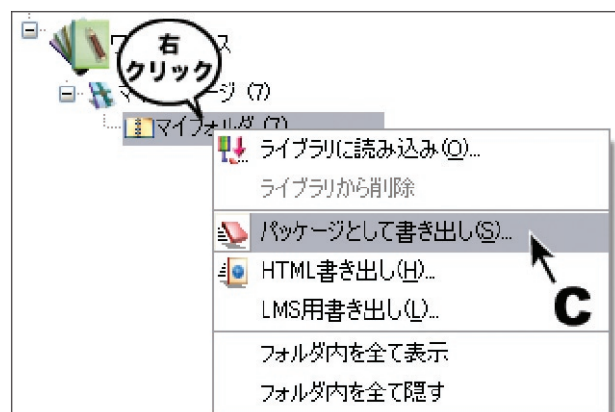 右
クリック
ス
ージ (7)
マイフォルダ (7)
ライブラリに読み込み(O)...
ライブラリから削除
パッケージとして書き出し(S)...
C
HTML書き出し(H)...
LMS用書き出し(L)...
フォルダ内を全て表示
フォルダ内を全て隠す